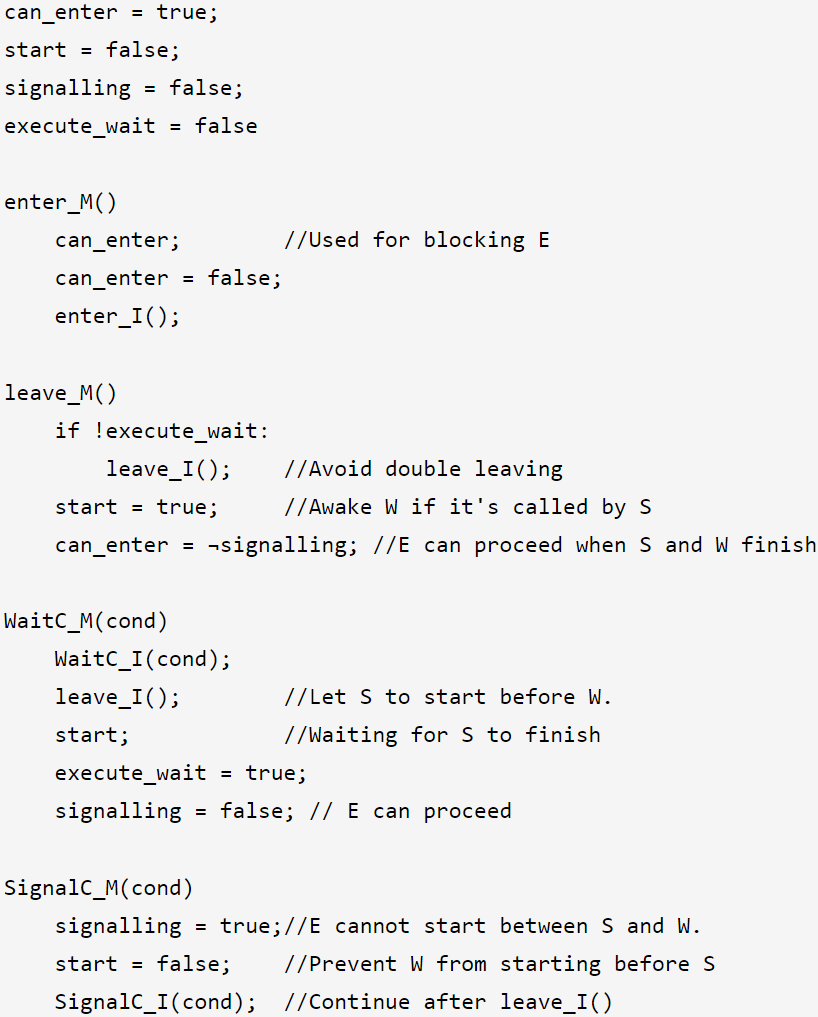 can_enter = true;
start = false;
signalling = false;
execute_wait = false
enter_M()
    can_enter;        //Used for blocking E
    can_enter = false;
    enter_I();
leave_M()
    if !execute_wait:
        leave_I();    //Avoid double leaving
    start = true;     //Awake W if it's called by S
    can_enter = ¬signalling; //E can proceed when S and W finish
WaitC_M(cond)
    WaitC_I(cond);
    leave_I();        //Let S to start before W.
    start;            //Waiting for S to finish
    execute_wait = true;
    signalling = false; // E can proceed
SignalC_M(cond)
    signalling = true;//E cannot start between S and W.
    start = false;    //Prevent W from starting before S
    SignalC_I(cond);  //Continue after leave_I()